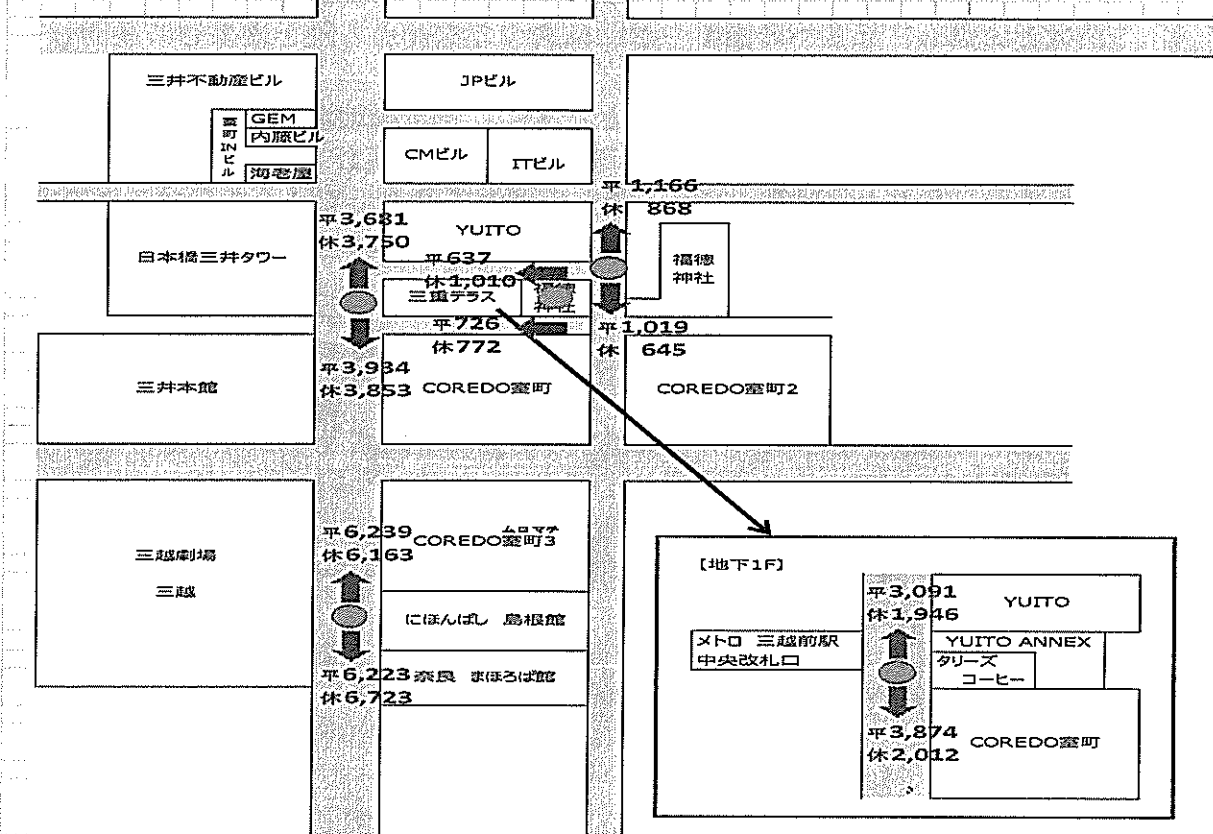 三井不動産ビル
JPビル
室町INビル
GEM
内藤ビル
海老屋
CMビル
ITビル
平 1,166
休 868
平3,681
休3,750
YUITO
日本橋三井タワー
平637
休1,010
福徳
神社
三重テラス
福徳
神社
平726
休772
平1,019
休 645
平3,934
休3,853
三井本館
COREDO室町
COREDO室町2
平6,239
休6,163
ムロマチ
COREDO室町3
三越劇場
三越
にほんばし 島根館
平6,223
休6,723
奈良 まほろば館
【地下1F】
平3,091
休1,946
YUITO
メトロ 三越前駅
中央改札口
YUITO ANNEX
タリーズ
コーヒー
平3,874
休2,012
COREDO室町